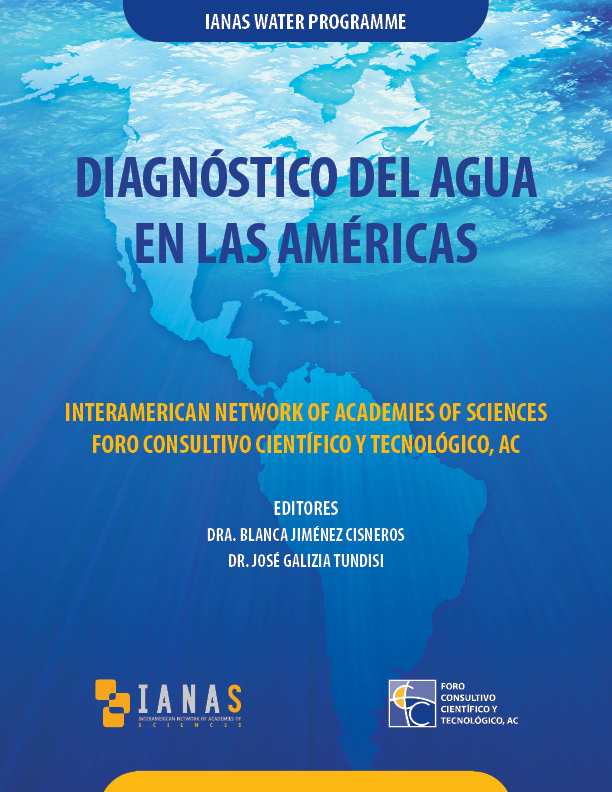 IANAS WATER PROGRAMME
DIAGNÓSTICO DEL AGUA
EN LAS AMÉRICAS
INTERAMERICAN NETWORK OF ACADEMIES OF SCIENCES
FORO CONSULTIVO CIENTÍFICO Y TECNOLÓGICO, AC
EDITORES
DRA. BLANCA JIMÉNEZ CISNEROS
DR. JOSÉ GALIZIA TUNDISI
IANAS
INTERAMERICAN NETWORK OF ACADEMIES OF
SCIENCES
FORO
CONSULTIVO
CIENTÍFICO Y
TECNOLÓGICO, AC